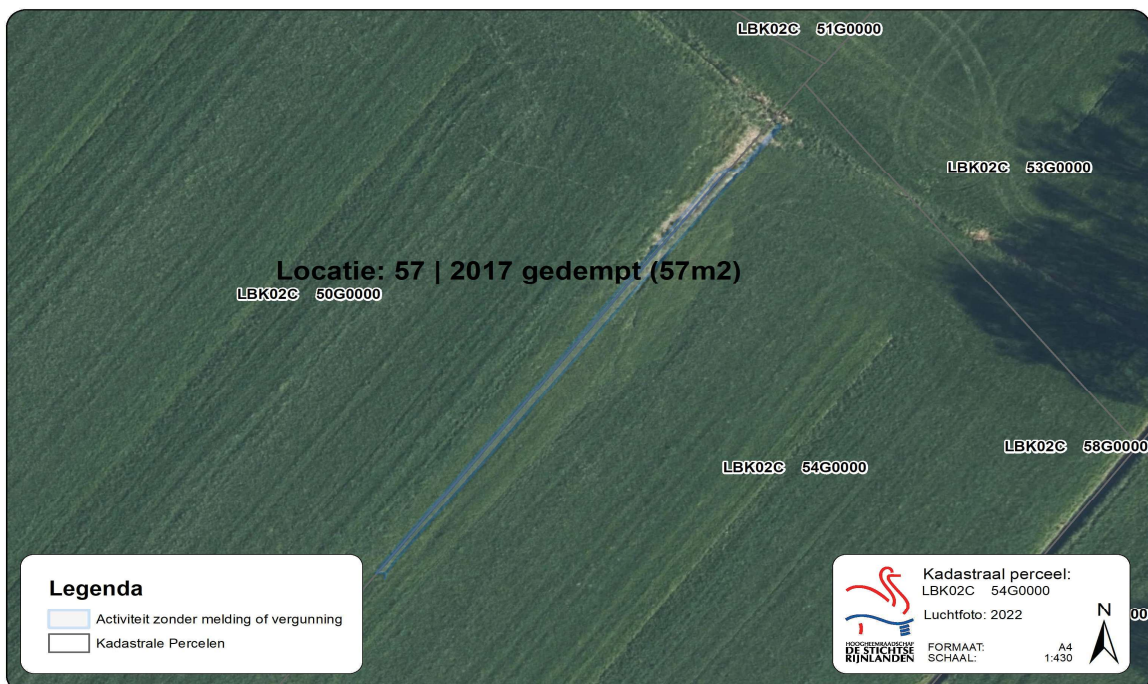 LBK02C 51G0000
LBK02C 53G0000
Locatie: 57 | 2017 gedempt (57m2)
LBK02C 50G0000
LBK02C 58G0000
LBK02C 54G0000
Legenda
Activiteit zonder melding of vergunning
Kadastrale Percelen
Kadastraal perceel:
LBK02C 54G0000
Luchtfoto: 2022
HOOGHEEMRAADSCHAP
DE STICHTSE
RIJNLANDEN
FORMAAT: A4
SCHAAL: 1:430
N
00